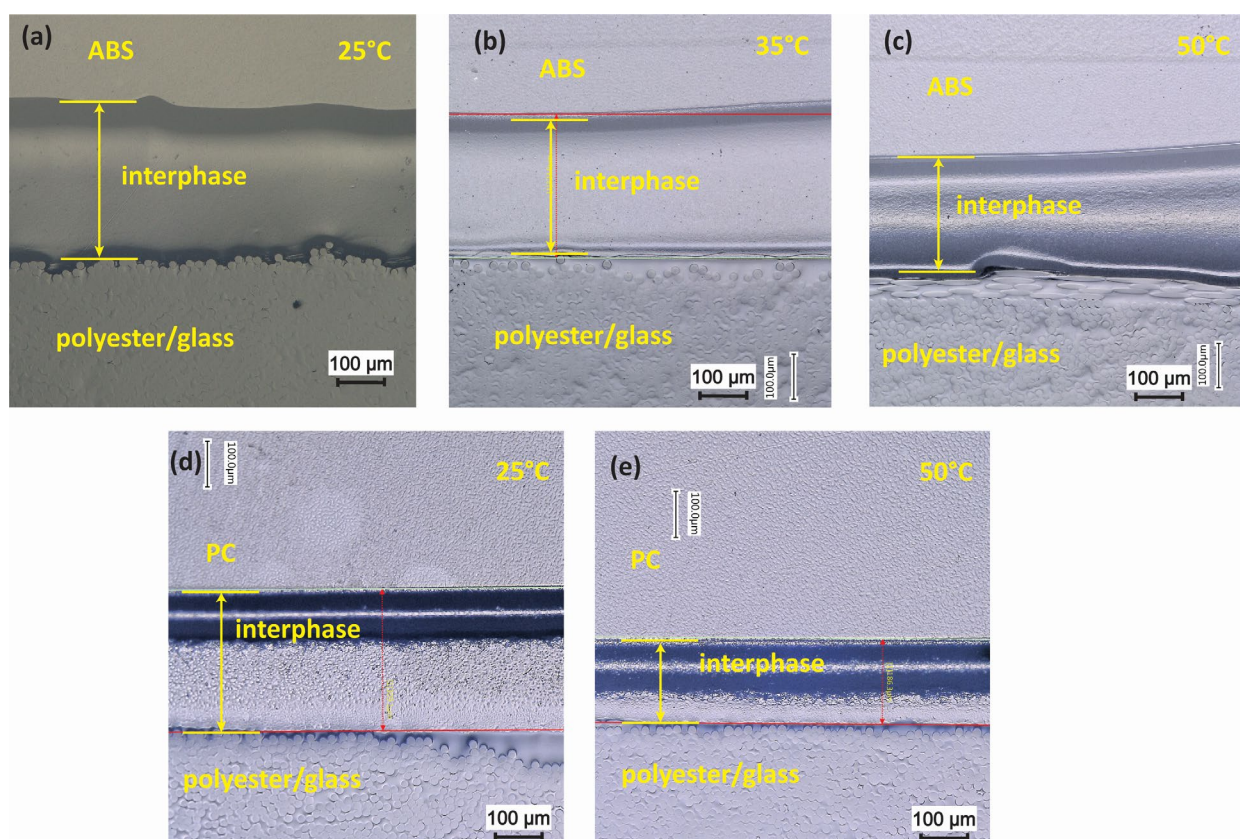 (a)
ABS
25°C
interphase
polyester/glass
100 µm
(b)
35°C
ABS
interphase
polyester/glass
100 µm
100.0µm
(c)
50°C
ABS
interphase
polyester/glass
100 µm
100.0µm
(d)
100.0µm
25°C
PC
interphase
polyester/glass
100 µm
(e)
50°C
100.0µm
PC
interphase
polyester/glass
100 µm